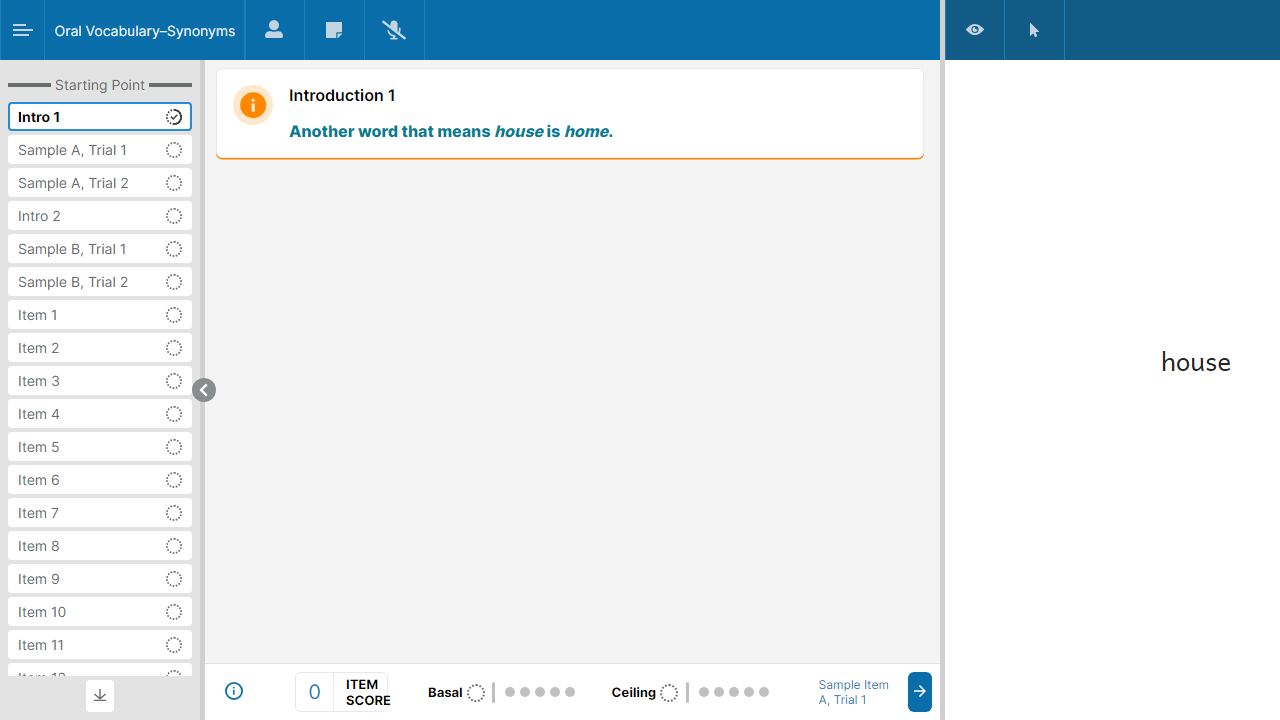 Oral Vocabulary–Synonyms
Starting Point
Intro 1
Sample A, Trial 1
Sample A, Trial 2
Intro 2
Sample B, Trial 1
Sample B, Trial 2
Item 1
Item 2
Item 3
Item 4
Item 5
Item 6
Item 7
Item 8
Item 9
Item 10
Item 11
Introduction 1
Another word that means house is home.
0
ITEM
SCORE
Basal
Ceiling
Sample Item
A, Trial 1
house